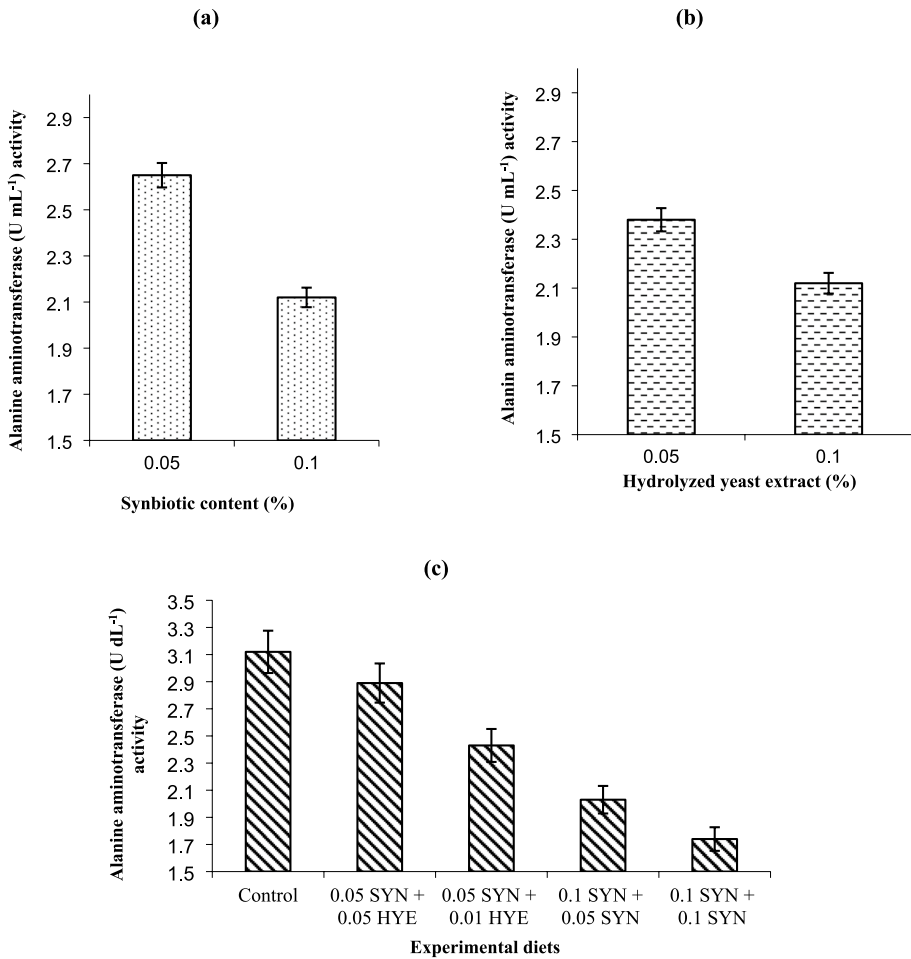 (a)
Alanine aminotransferase (U mL⁻¹) activity
2.9
2.7
2.5
2.3
2.1
1.9
1.7
1.5
0.05
0.1
Synbiotic content (%)
(b)
Alanin aminotransferase (U mL⁻¹) activity
2.9
2.7
2.5
2.3
2.1
1.9
1.7
1.5
0.05
0.1
Hydrolyzed yeast extract (%)
(c)
Alanine aminotransferase (U dL⁻¹)
activity
3.5
3.3
3.1
2.9
2.7
2.5
2.3
2.1
1.9
1.7
1.5
Control
0.05 SYN +
0.05 HYE
0.05 SYN +
0.01 HYE
0.1 SYN +
0.05 SYN
0.1 SYN +
0.1 SYN
Experimental diets